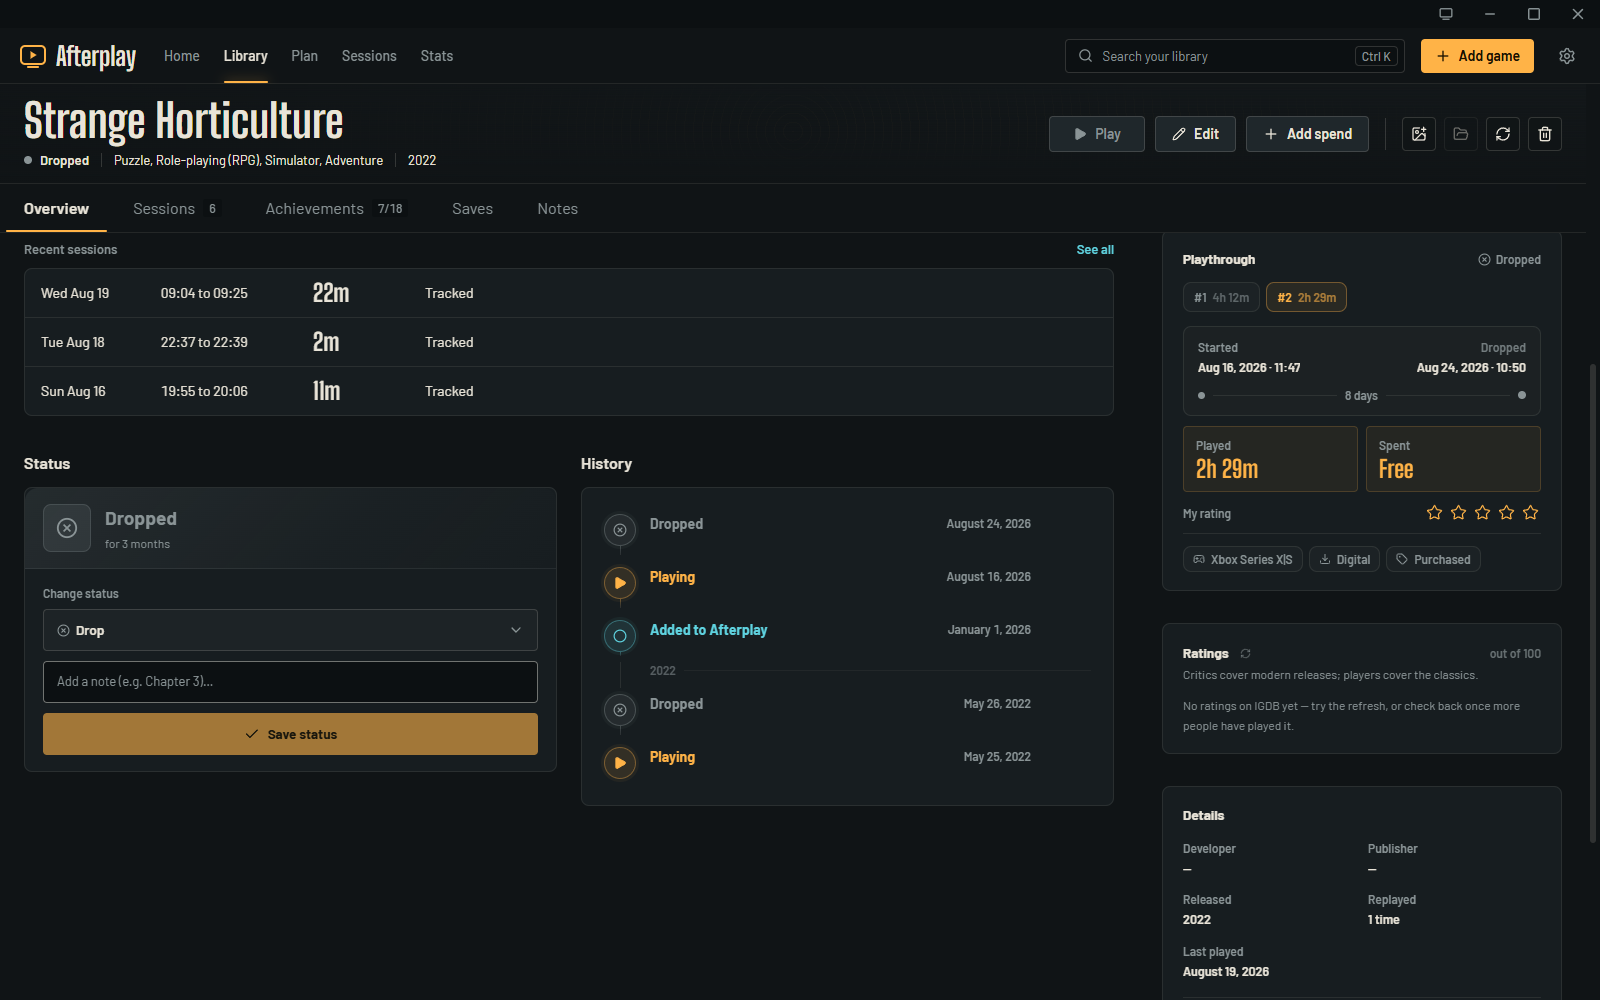 Afterplay
Home
Library
Plan
Sessions
Stats
Search your library
Ctrl K
Add game
Strange Horticulture
Dropped
Puzzle, Role-playing (RPG), Simulator, Adventure
2022
Play
Edit
Add spend
Overview
Sessions 6
Achievements 7/18
Saves
Notes
Recent sessions
See all
Wed Aug 19 09:04 to 09:25 22m Tracked
Tue Aug 18 22:37 to 22:39 2m Tracked
Sun Aug 16 19:55 to 20:06 11m Tracked
Status
Dropped
for 3 months
Change status
Drop
Add a note (e.g. Chapter 3)...
Save status
History
Dropped August 24, 2026
Playing August 16, 2026
Added to Afterplay January 1, 2026
2022
Dropped May 26, 2022
Playing May 25, 2022
Playthrough
Dropped
#1 4h 12m
#2 2h 29m
Started Dropped
Aug 16, 2026 · 11:47 Aug 24, 2026 · 10:50
8 days
Played
2h 29m
Spent
Free
My rating
Xbox Series X|S
Digital
Purchased
Ratings
out of 100
Critics cover modern releases; players cover the classics.
No ratings on IGDB yet — try the refresh, or check back once more
people have played it.
Details
Developer Publisher
— —
Released Replayed
2022 1 time
Last played
August 19, 2026